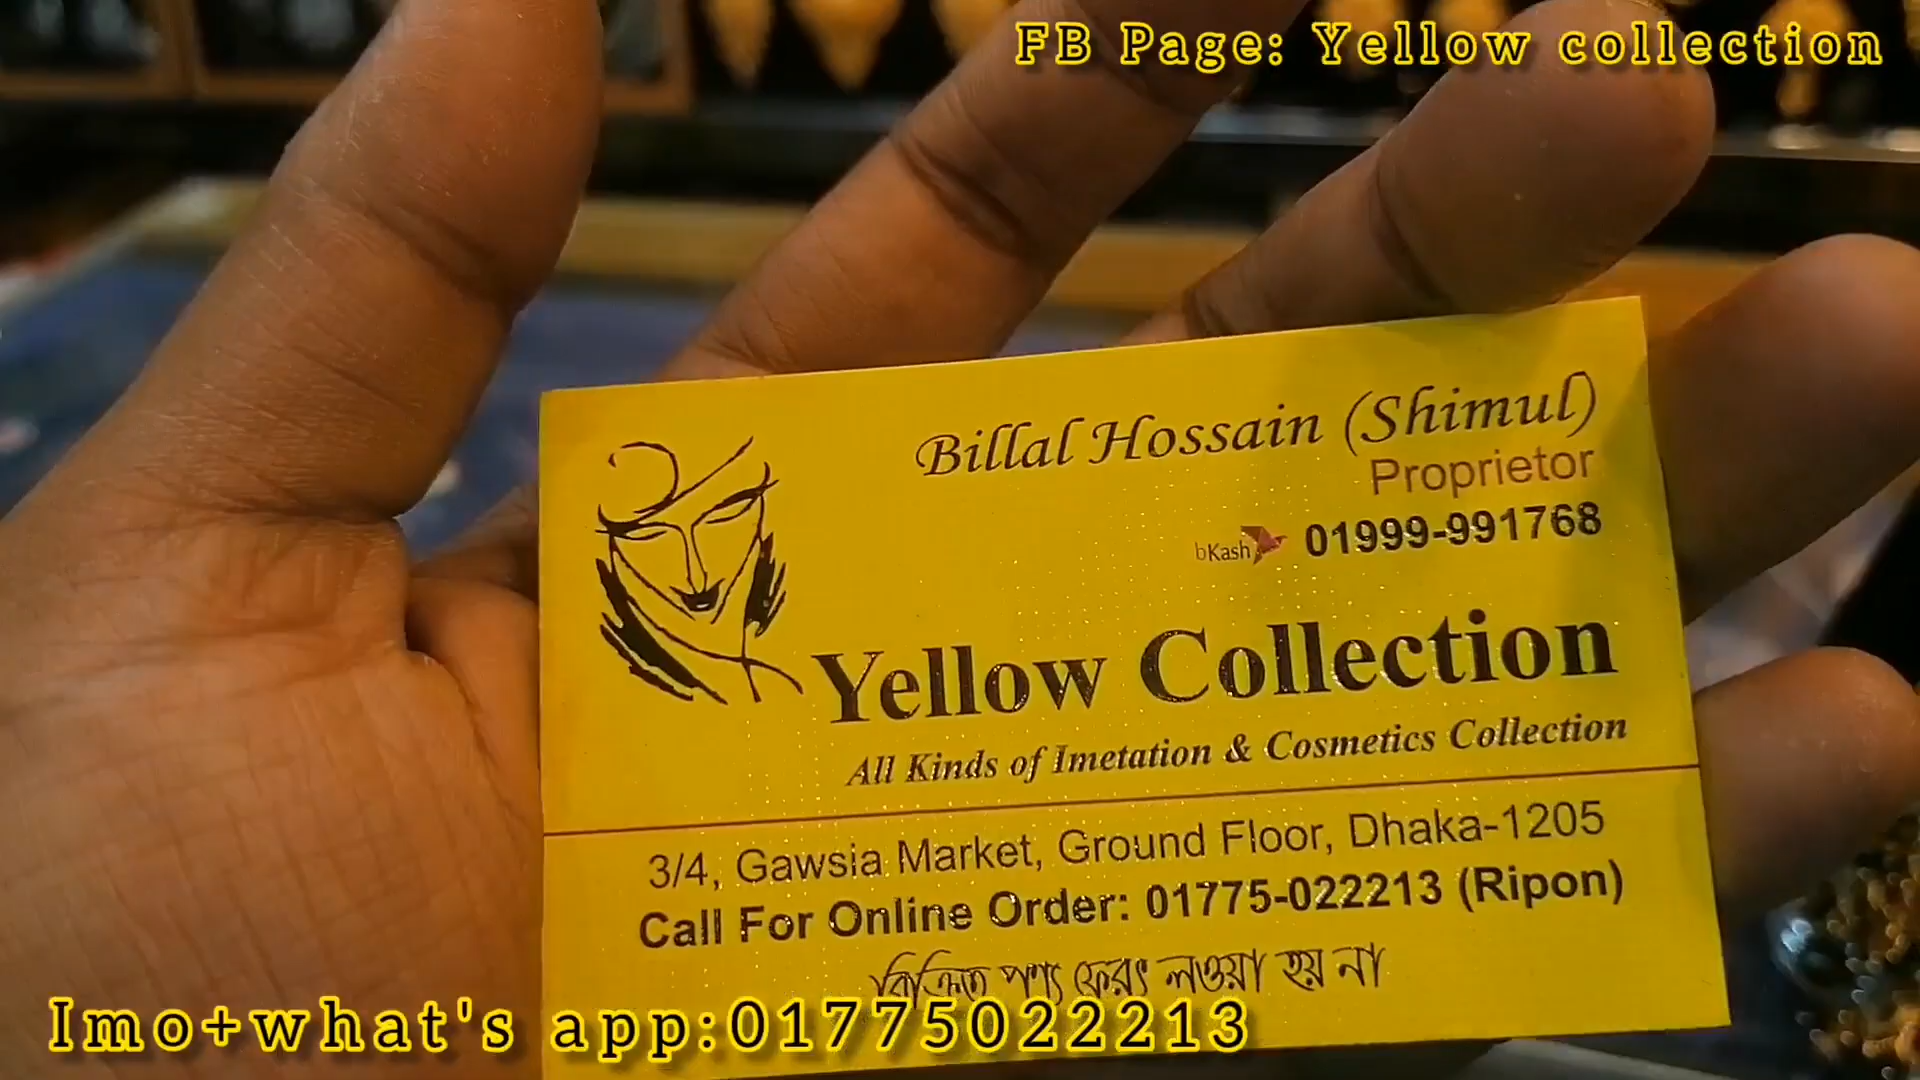 FB Page: Yellow collection
Billal Hossain (Shimul)
Proprietor
bKash 01999-991768
Yellow Collection
All Kinds of Imetation & Cosmetics Collection
3/4, Gawsia Market, Ground Floor, Dhaka-1205
Call For Online Order: 01775-022213 (Ripon)
বিক্রিত পণ্য ফেরৎ লওয়া হয় না
Imo+what's app:01775022213